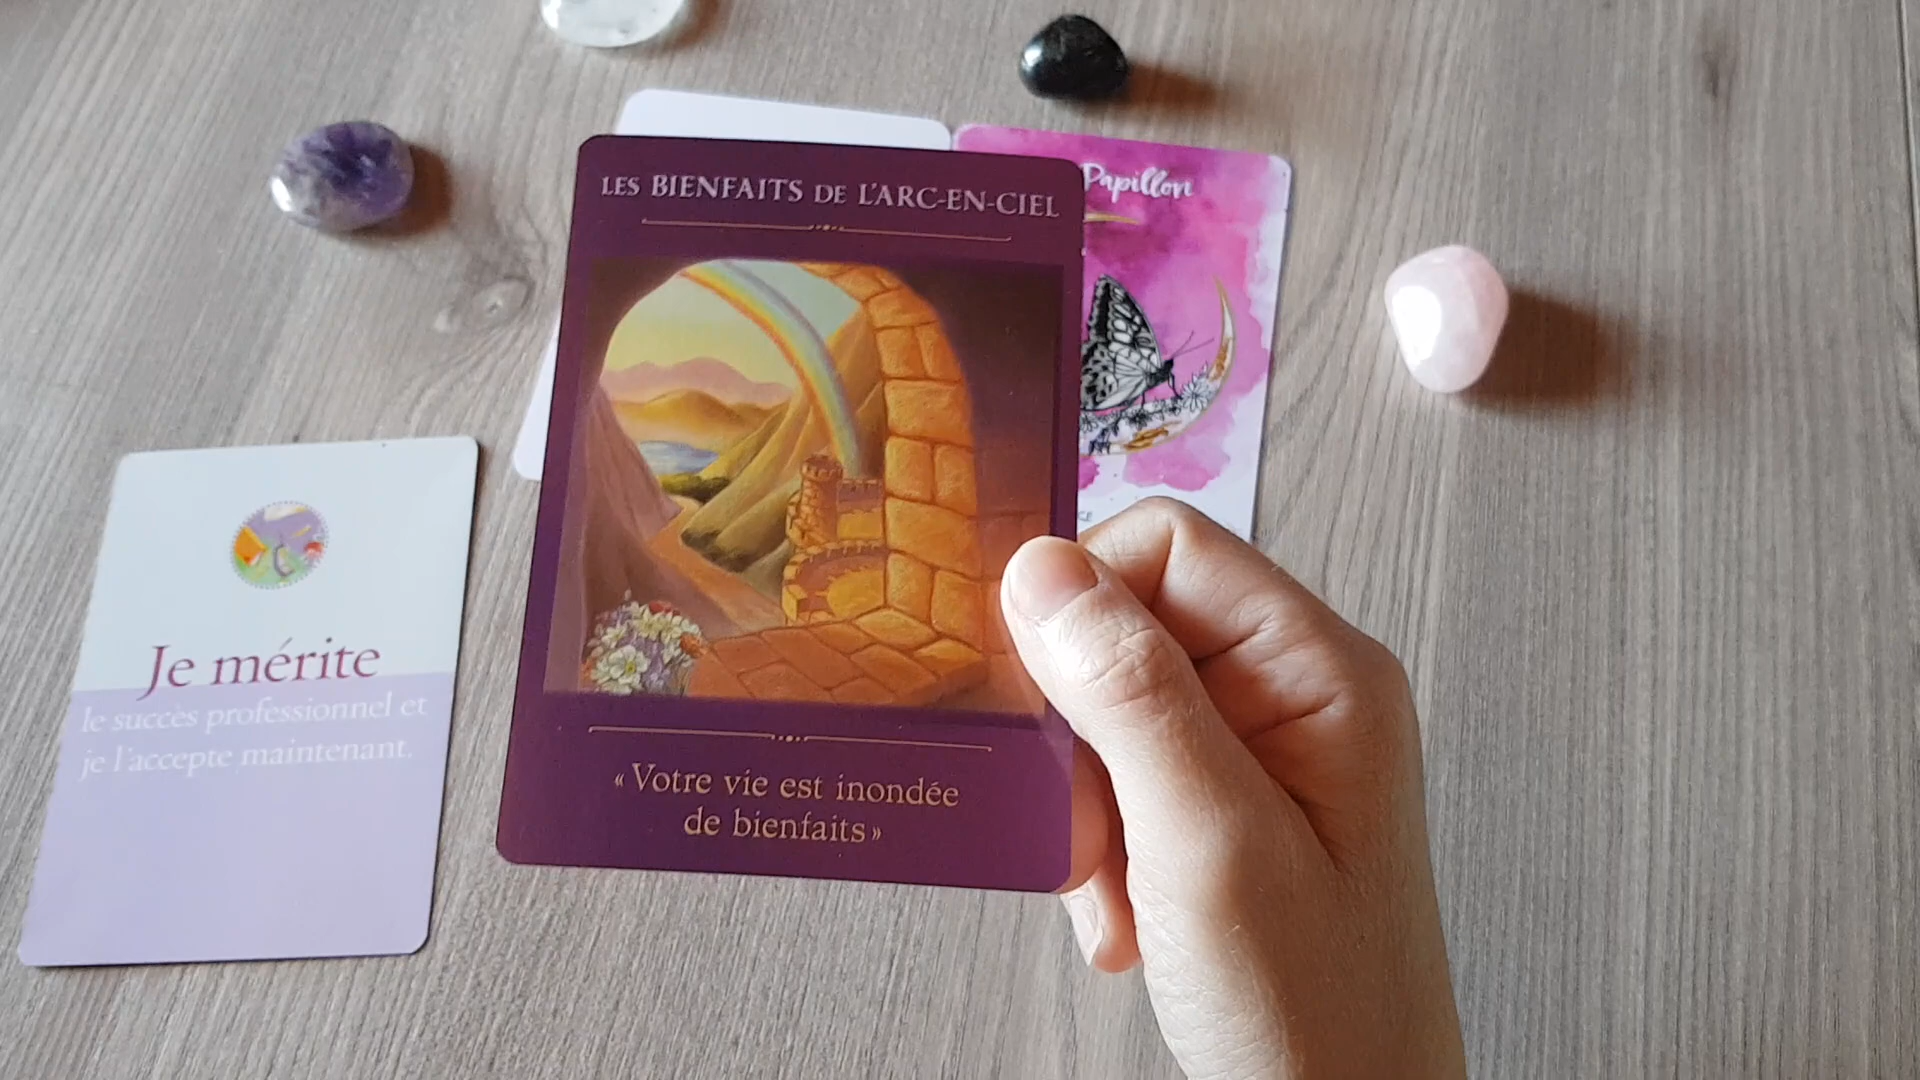 LES BIENFAITS DE L'ARC-EN-CIEL
Papillon
Je mérite
le succès professionnel et
je l'accepte maintenant.
« Votre vie est inondée
de bienfaits »